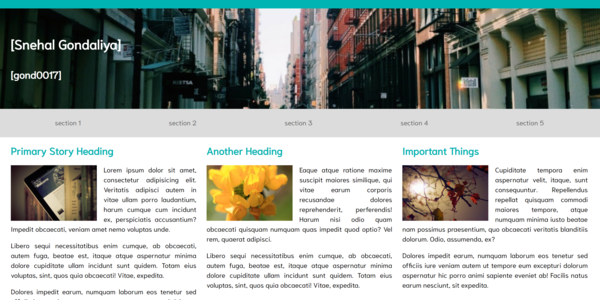 [Snehal Gondaliya]
[gond0017]
section 1
section 2
section 3
section 4
section 5
Primary Story Heading
Lorem ipsum dolor sit amet,
consectetur adipisicing elit.
Veritatis adipisci autem in
vitae ullam porro laudantium,
harum cumque cum incidunt
ex, perspiciatis accusantium?
Impedit obcaecati, veniam amet nemo voluptas unde.
Libero sequi necessitatibus enim cumque, ab obcaecati,
autem fuga, beatae est, itaque atque aspernatur minima
dolore cupiditate ullam incidunt sunt quidem. Totam eius
voluptas, sint, quos quia obcaecati! Vitae, expedita.
Dolores impedit earum, numquam laborum eos tenetur sed
Another Heading
Eaque atque ratione maxime
suscipit maiores similique, qui
vitae earum corporis
recusandae dolores
reprehenderit, perferendis!
Harum nisi odio quam
obcaecati quisquam numquam quas impedit quod optio? Vel
rem, quaerat adipisci.
Libero sequi necessitatibus enim cumque, ab obcaecati,
autem fuga, beatae est, itaque atque aspernatur minima
dolore cupiditate ullam incidunt sunt quidem. Totam eius
voluptas, sint, quos quia obcaecati! Vitae, expedita.
Important Things
Cupiditate tempora enim
aspernatur velit, itaque, sunt
consequuntur. Repellendus
repellat quisquam commodi
maiores tempore, atque
numquam minima iusto beatae
nam possimus praesentium, quo obcaecati veritatis blanditiis
dolorum. Odio, assumenda, ex?
Dolores impedit earum, numquam laborum eos tenetur sed
officiis iure veniam autem ut tempore eum excepturi dolorum
aspernatur hic porro animi sapiente eveniet ab! Facilis natus
earum nesciunt, sit expedita.